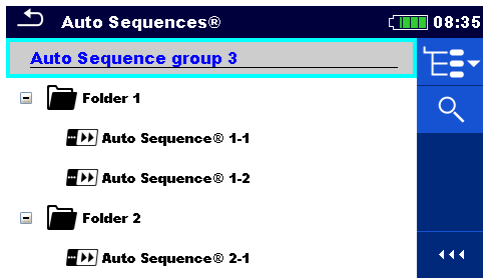 Auto Sequences® 08:35
Auto Sequence group 3
Folder 1
Auto Sequence® 1-1
Auto Sequence® 1-2
Folder 2
Auto Sequence® 2-1